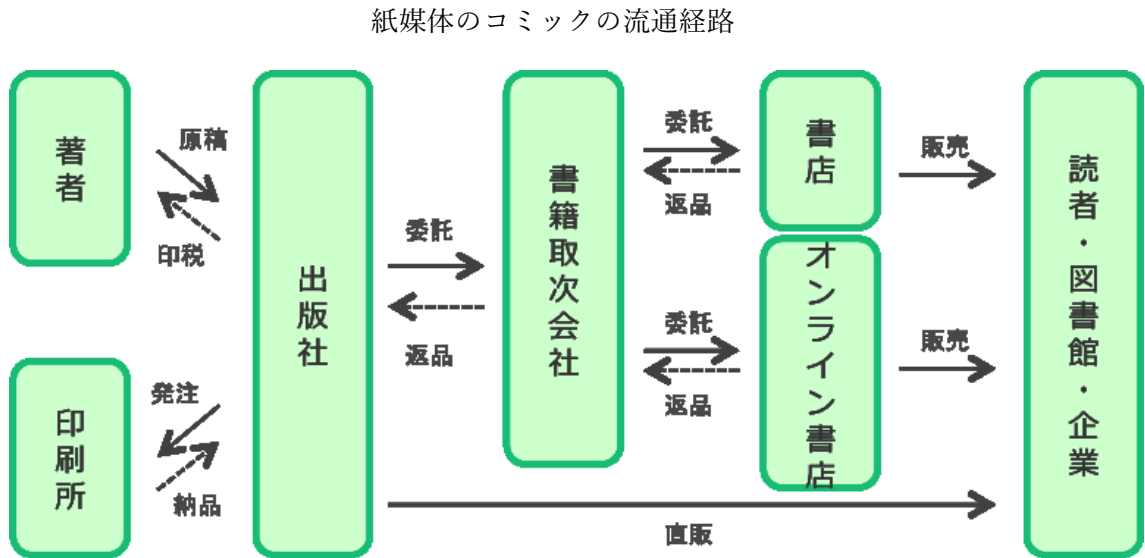 紙媒体のコミックの流通経路
著者
原稿
印税
印刷所
発注
納品
出版社
委託
返品
書籍取次会社
委託
返品
委託
返品
書店
オンライン書店
販売
販売
直販
読者・図書館・企業